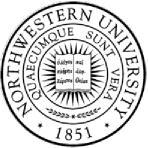 NORTHWESTERN UNIVERSITY
QUAECUMQUE SUNT VERA
• 1851 •